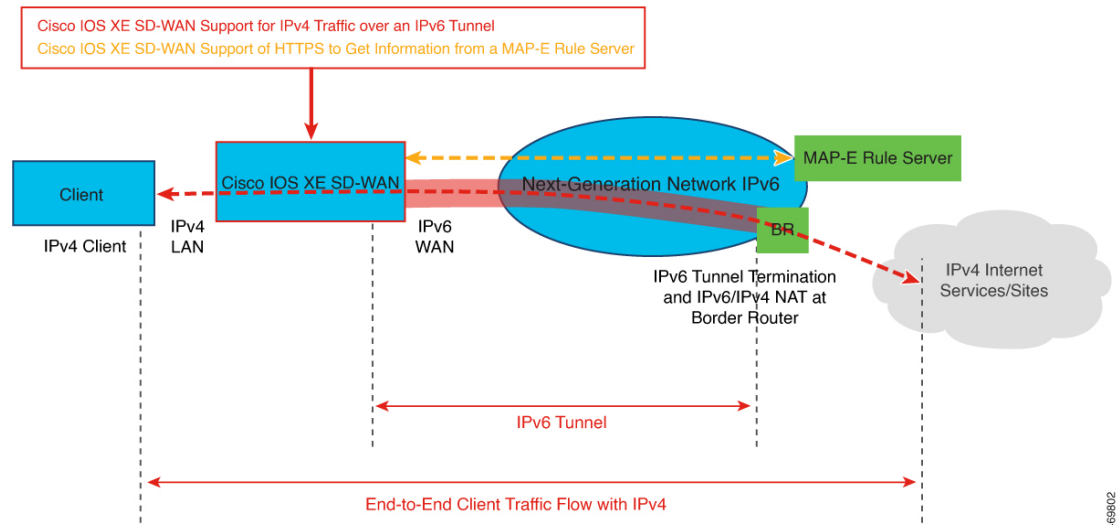 Cisco IOS XE SD-WAN Support for IPv4 Traffic over an IPv6 Tunnel
Cisco IOS XE SD-WAN Support of HTTPS to Get Information from a MAP-E Rule Server
MAP-E Rule Server
Client
Cisco IOS XE SD-WAN
Next-Generation Network IPv6
IPv4 Client
IPv4
LAN
IPv6
WAN
BR
IPv6 Tunnel Termination
and IPv6/IPv4 NAT at
Border Router
IPv4 Internet
Services/Sites
IPv6 Tunnel
End-to-End Client Traffic Flow with IPv4